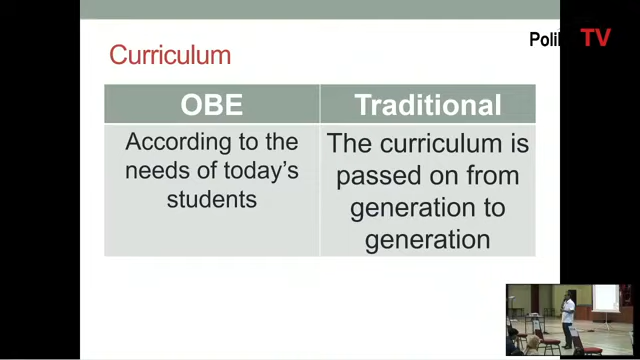 Polil TV
Curriculum
OBE
Traditional
According to the
needs of today's
students
The curriculum is
passed on from
generation to
generation